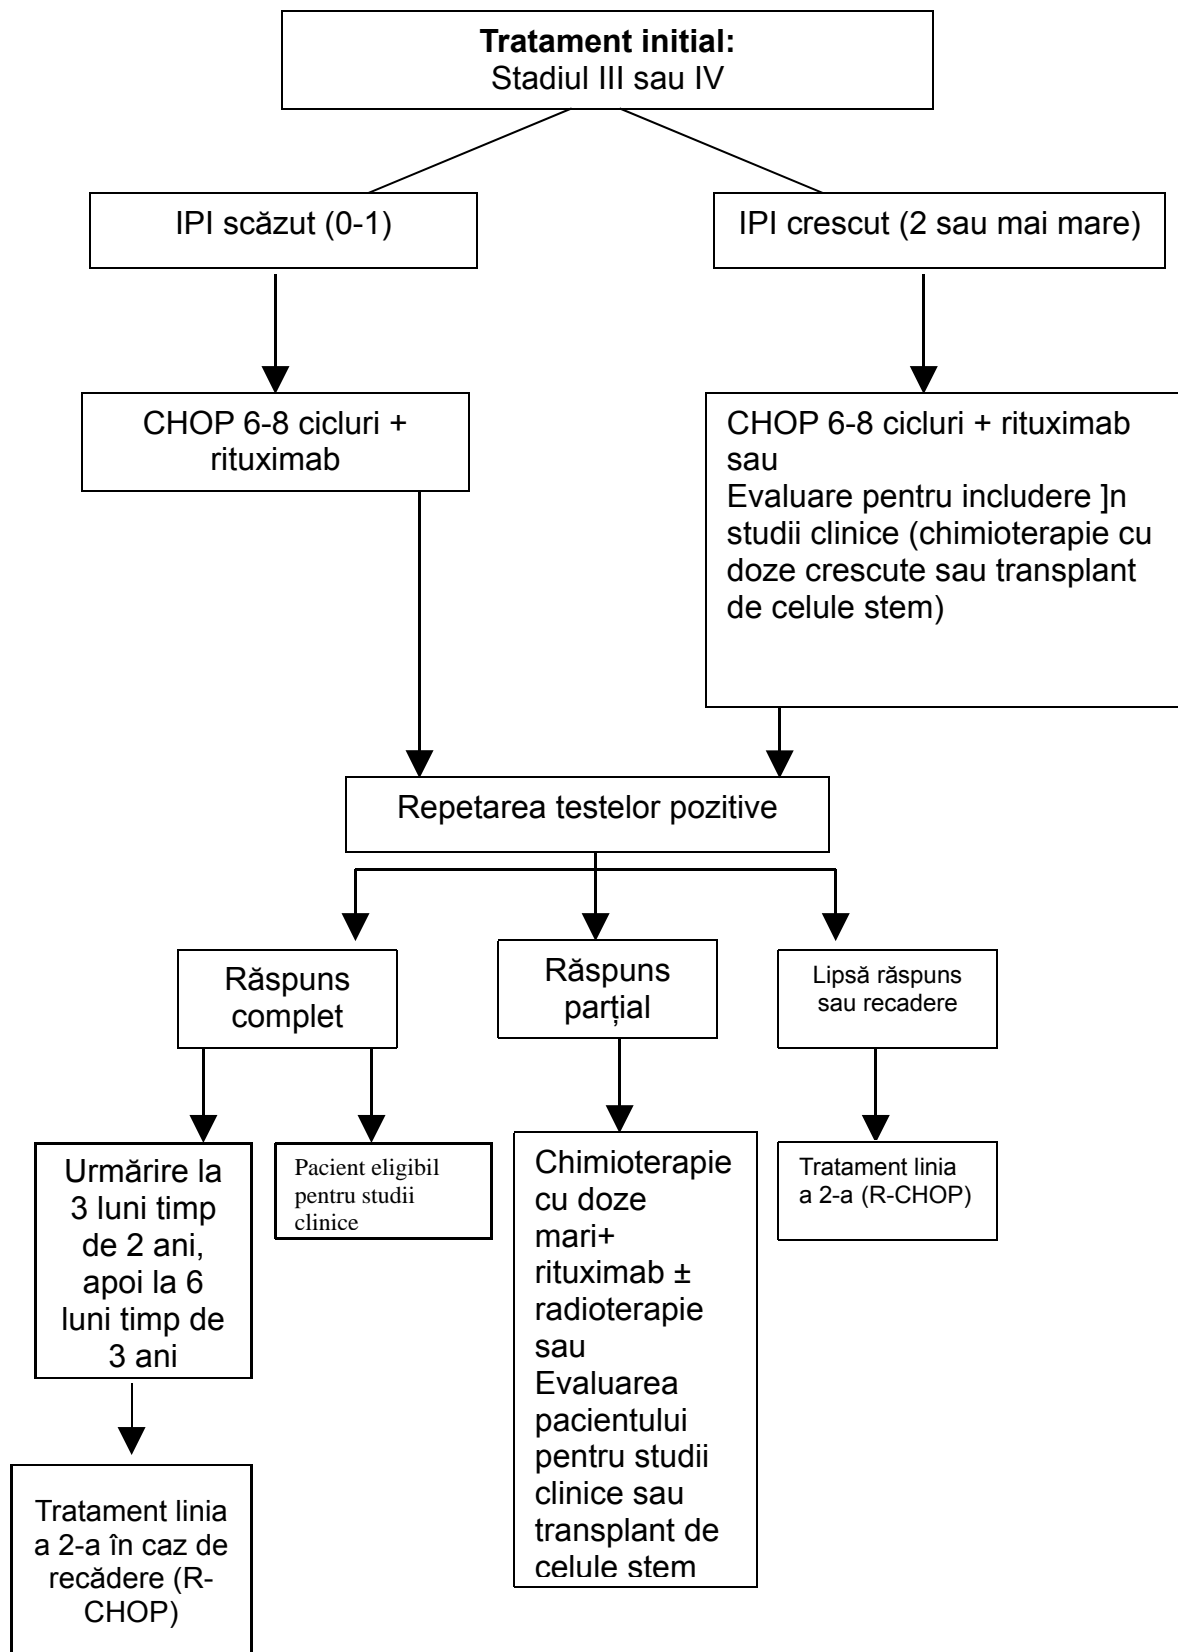 Tratament initial:
Stadiul III sau IV
IPI scăzut (0-1)
IPI crescut (2 sau mai mare)
CHOP 6-8 cicluri +
rituximab
CHOP 6-8 cicluri + rituximab
sau
Evaluare pentru includere ]n
studii clinice (chimioterapie cu
doze crescute sau transplant
de celule stem)
Repetarea testelor pozitive
Răspuns
complet
Răspuns
parțial
Lipsă răspuns
sau recadere
Urmărire la
3 luni timp
de 2 ani,
apoi la 6
luni timp de
3 ani
Pacient eligibil
pentru studii
clinice
Chimioterapie
cu doze
mari+
rituximab ±
radioterapie
sau
Evaluarea
pacientului
pentru studii
clinice sau
transplant de
celule stem
Tratament linia
a 2-a (R-CHOP)
Tratament linia
a 2-a în caz de
recădere (R-
CHOP)